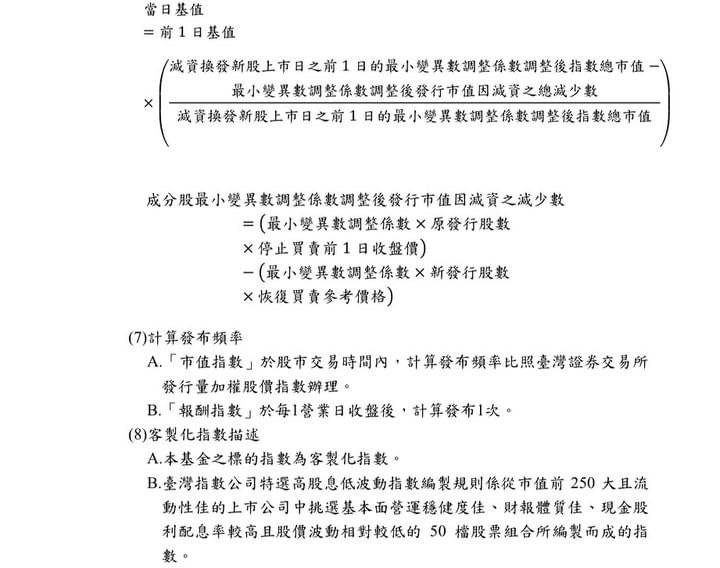 當日基值
= 前 1 日基值
× (減資換發新股上市日之前 1 日的最小變異數調整係數調整後指數總市值 −
最小變異數調整係數調整後發行市值因減資之總減少數
減資換發新股上市日之前 1 日的最小變異數調整係數調整後指數總市值)
成分股最小變異數調整係數調整後發行市值因減資之減少數
= (最小變異數調整係數 × 原發行股數
× 停止買賣前 1 日收盤價)
− (最小變異數調整係數 × 新發行股數
× 恢復買賣參考價格)
(7)計算發布頻率
A.「市值指數」於股市交易時間內，計算發布頻率比照臺灣證券交易所
發行量加權股價指數辦理。
B.「報酬指數」於每1營業日收盤後，計算發布1次。
(8)客製化指數描述
A.本基金之標的指數為客製化指數。
B.臺灣指數公司特選高股息低波動指數編製規則係從市值前 250 大且流
動性佳的上市公司中挑選基本面營運穩健度佳、財報體質佳、現金股
利配息率較高且股價波動相對較低的 50 檔股票組合所編製而成的指
數。